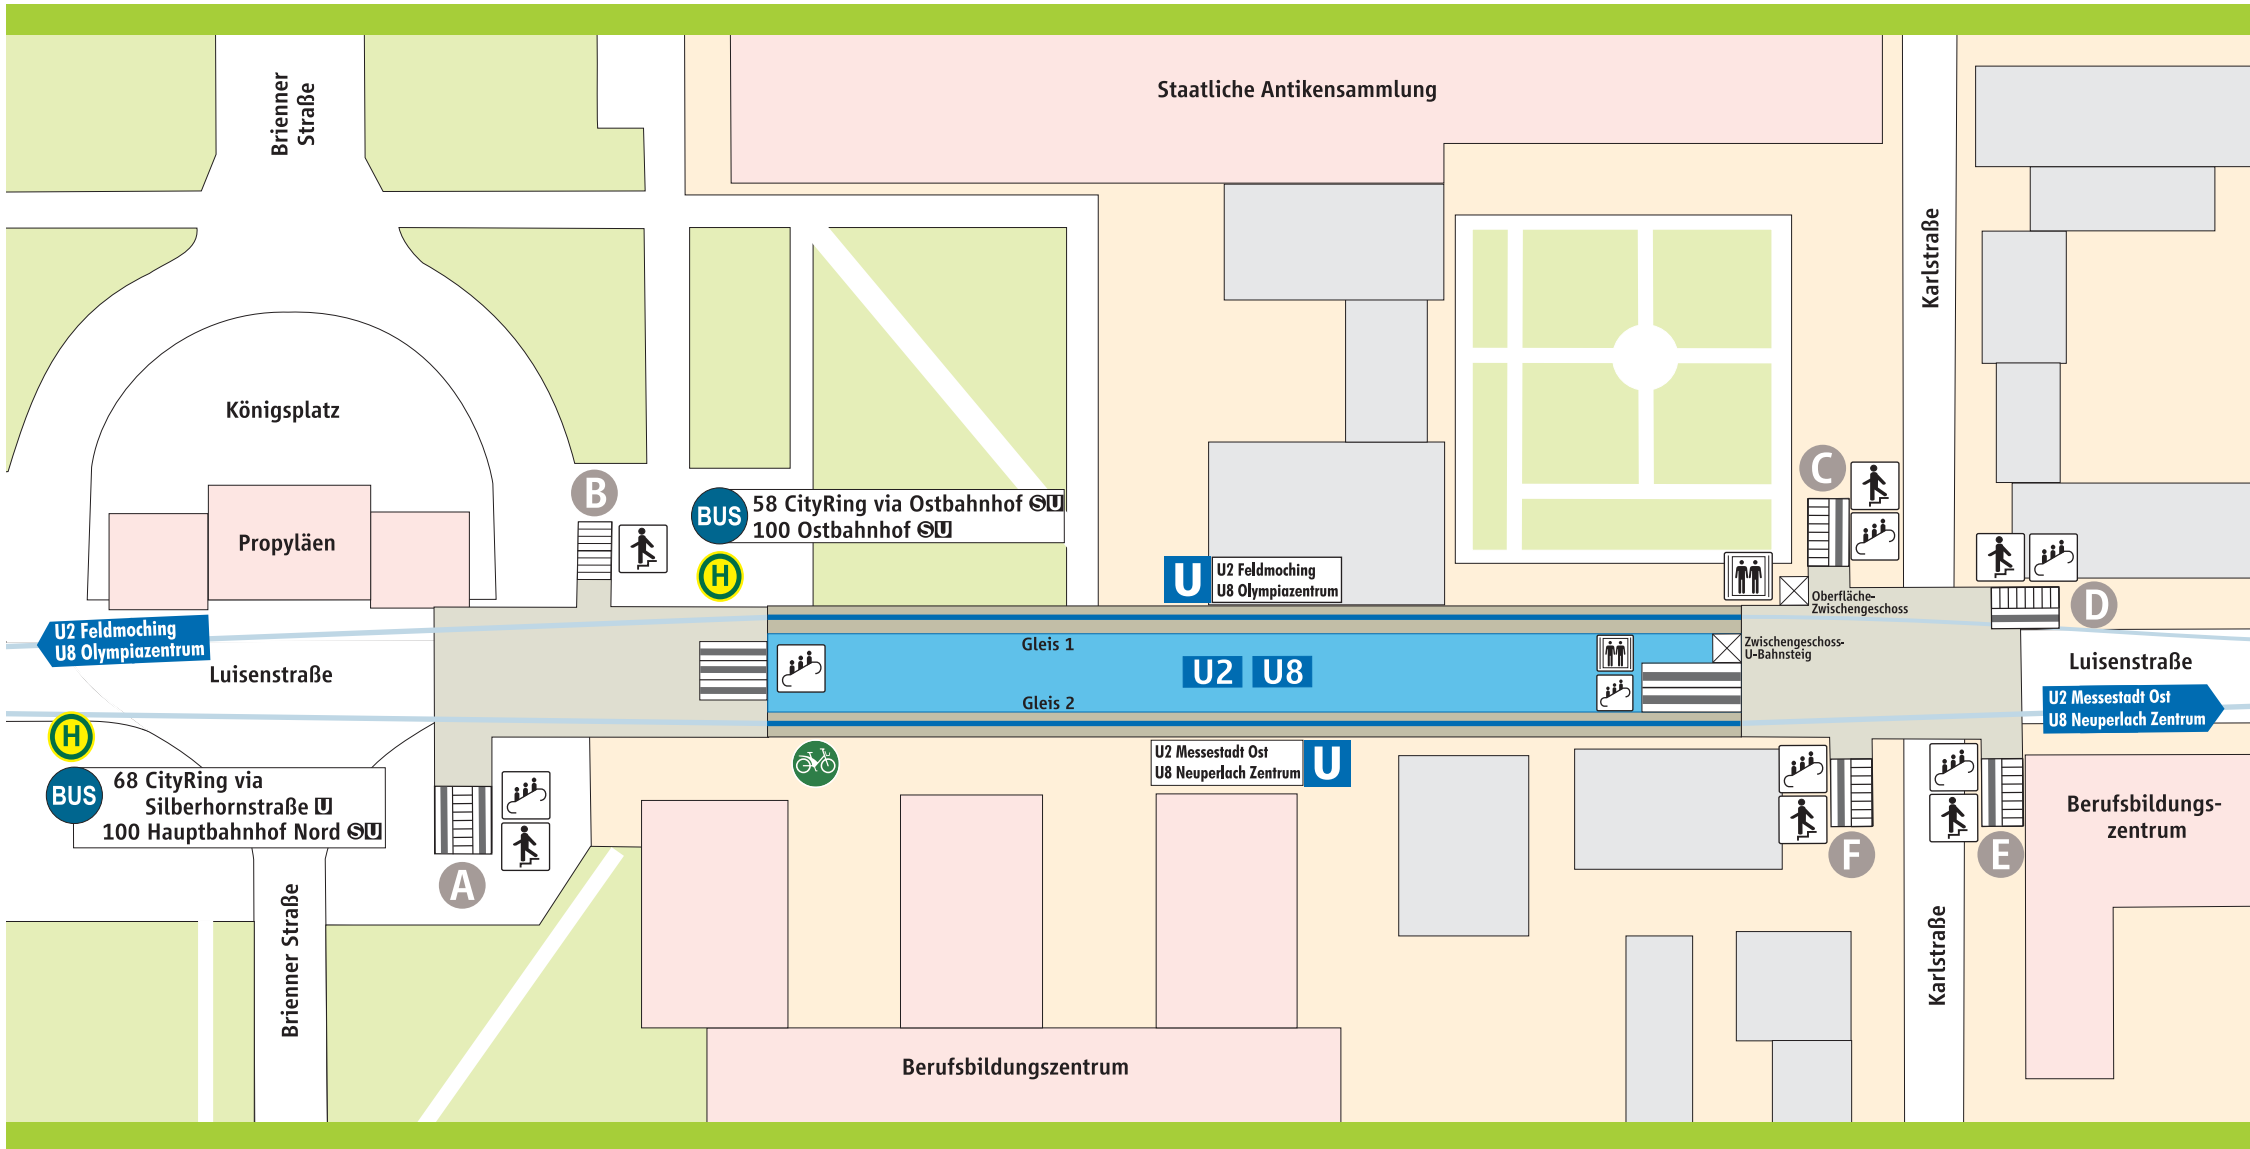 Brienner
Straße
Staatliche Antikensammlung
Karlstraße
Königsplatz
Propyläen
B
BUS
58 CityRing via Ostbahnhof S U
100 Ostbahnhof S U
H
C
U
U2 Feldmoching
U8 Olympiazentrum
Oberfläche-
Zwischengeschoss
D
U2 Feldmoching
U8 Olympiazentrum
Luisenstraße
Gleis 1
U2 U8
Gleis 2
Zwischengeschoss-
U-Bahnsteig
Luisenstraße
U2 Messestadt Ost
U8 Neuperlach Zentrum
H
BUS
68 CityRing via
Silberhornstraße U
100 Hauptbahnhof Nord S U
U2 Messestadt Ost
U8 Neuperlach Zentrum
U
A
F
E
Berufsbildungs-
zentrum
Brienner Straße
Karlstraße
Berufsbildungszentrum